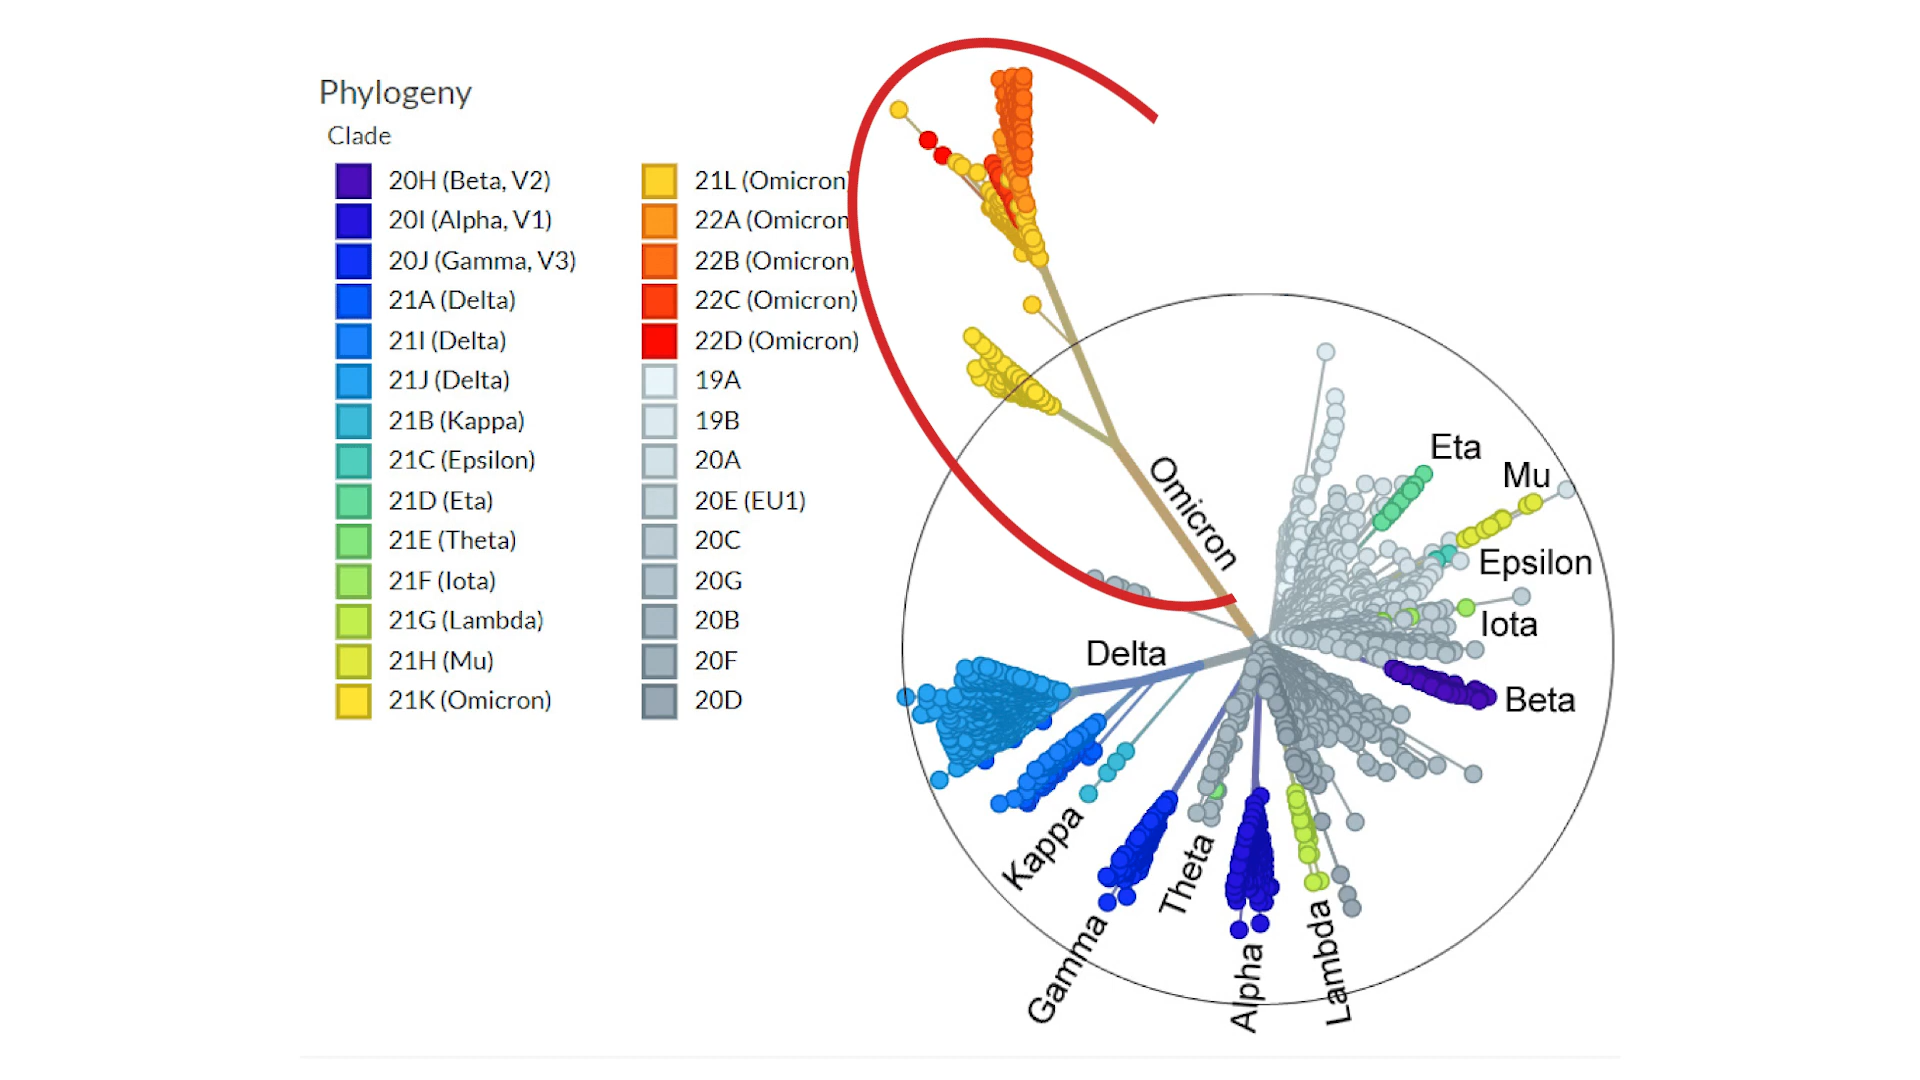 Phylogeny
Clade
20H (Beta, V2)
20I (Alpha, V1)
20J (Gamma, V3)
21A (Delta)
21I (Delta)
21J (Delta)
21B (Kappa)
21C (Epsilon)
21D (Eta)
21E (Theta)
21F (Iota)
21G (Lambda)
21H (Mu)
21K (Omicron)
21L (Omicron)
22A (Omicron
22B (Omicron)
22C (Omicron)
22D (Omicron)
19A
19B
20A
20E (EU1)
20C
20G
20B
20F
20D
Omicron
Eta
Mu
Epsilon
Iota
Beta
Delta
Kappa
Gamma
Theta
Alpha
Lambda